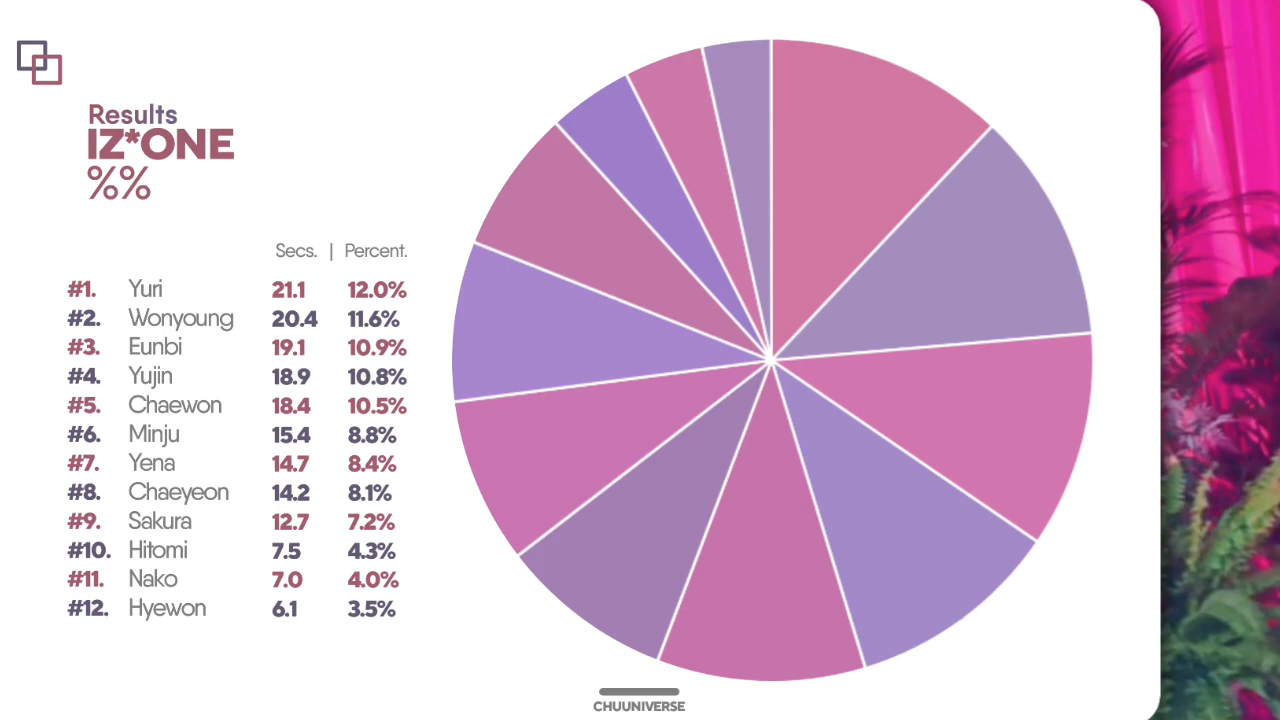 Results
IZ*ONE
%%
Secs. | Percent.
#1. Yuri 21.1 12.0%
#2. Wonyoung 20.4 11.6%
#3. Eunbi 19.1 10.9%
#4. Yujin 18.9 10.8%
#5. Chaewon 18.4 10.5%
#6. Minju 15.4 8.8%
#7. Yena 14.7 8.4%
#8. Chaeyeon 14.2 8.1%
#9. Sakura 12.7 7.2%
#10. Hitomi 7.5 4.3%
#11. Nako 7.0 4.0%
#12. Hyewon 6.1 3.5%
CHUUNIVERSE